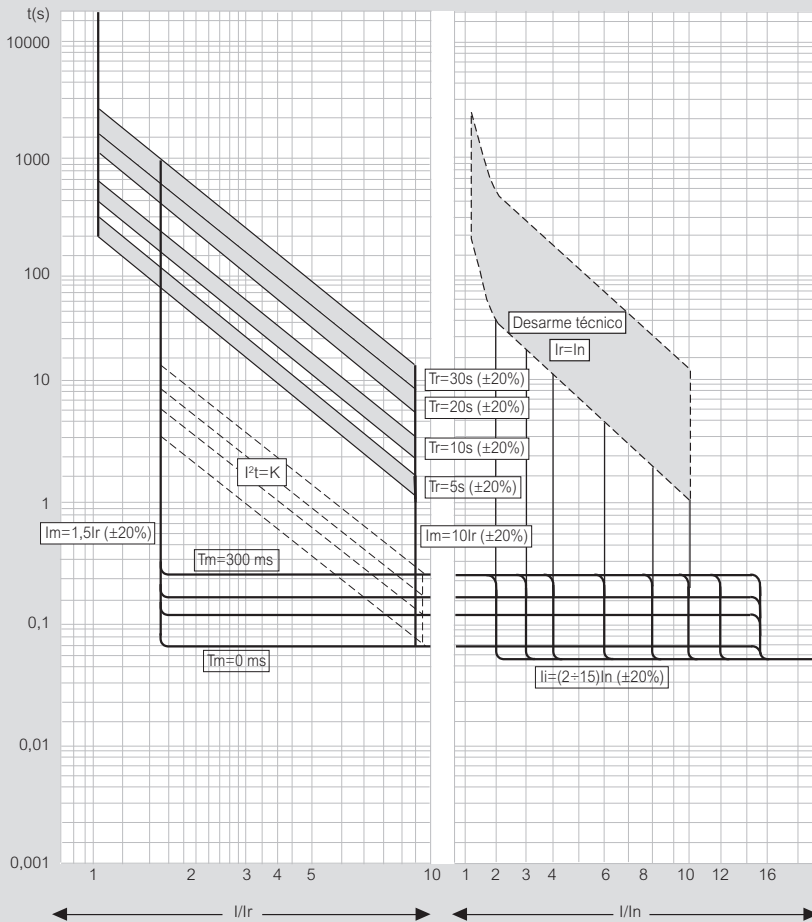 t(s)
10000
1000
100
10
1
0,1
0,01
0,001
Desarme técnico
Ir=In
Tr=30s (±20%)
Tr=20s (±20%)
Tr=10s (±20%)
Tr=5s (±20%)
I²t=K
Im=1,5Ir (±20%)
Im=10Ir (±20%)
Tm=300 ms
Tm=0 ms
Ii=(2÷15)In (±20%)
1 2 3 4 5 10
1 2 3 4 6 8 10 12 16
I/Ir
I/In